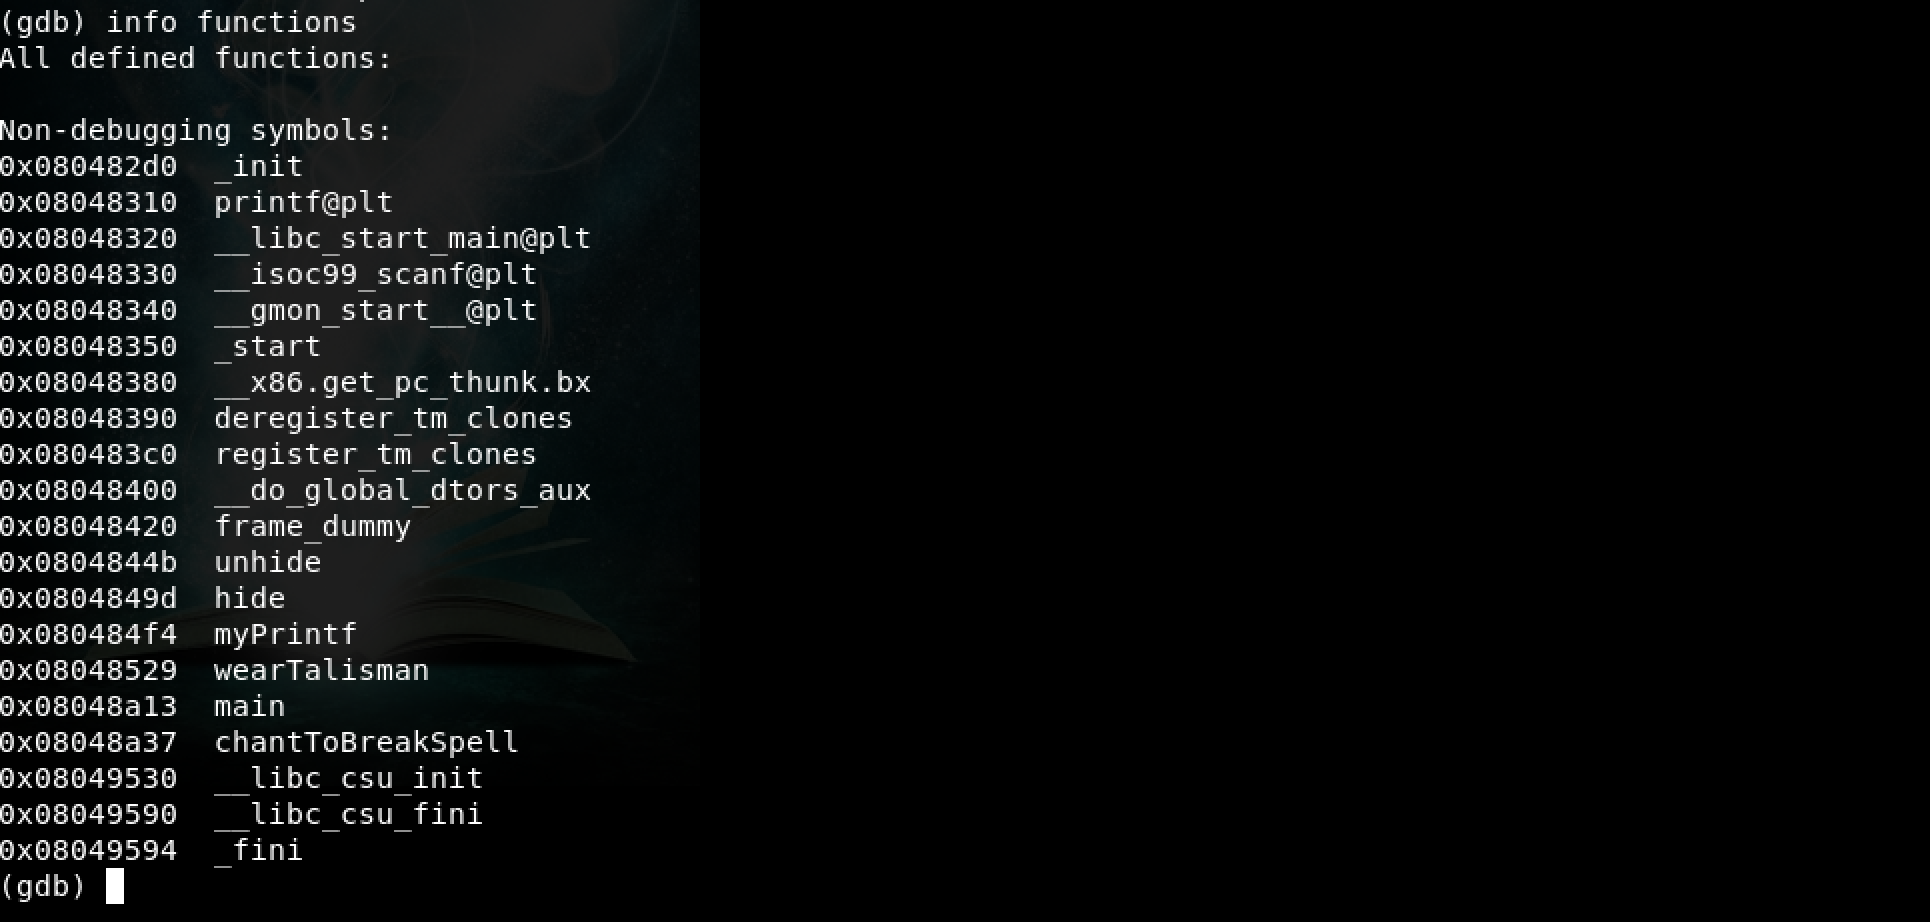 (gdb) info functions
All defined functions:

Non-debugging symbols:
0x080482d0  _init
0x08048310  printf@plt
0x08048320  __libc_start_main@plt
0x08048330  __isoc99_scanf@plt
0x08048340  __gmon_start__@plt
0x08048350  _start
0x08048380  __x86.get_pc_thunk.bx
0x08048390  deregister_tm_clones
0x080483c0  register_tm_clones
0x08048400  __do_global_dtors_aux
0x08048420  frame_dummy
0x0804844b  unhide
0x0804849d  hide
0x080484f4  myPrintf
0x08048529  wearTalisman
0x08048a13  main
0x08048a37  chantToBreakSpell
0x08049530  __libc_csu_init
0x08049590  __libc_csu_fini
0x08049594  _fini
(gdb)